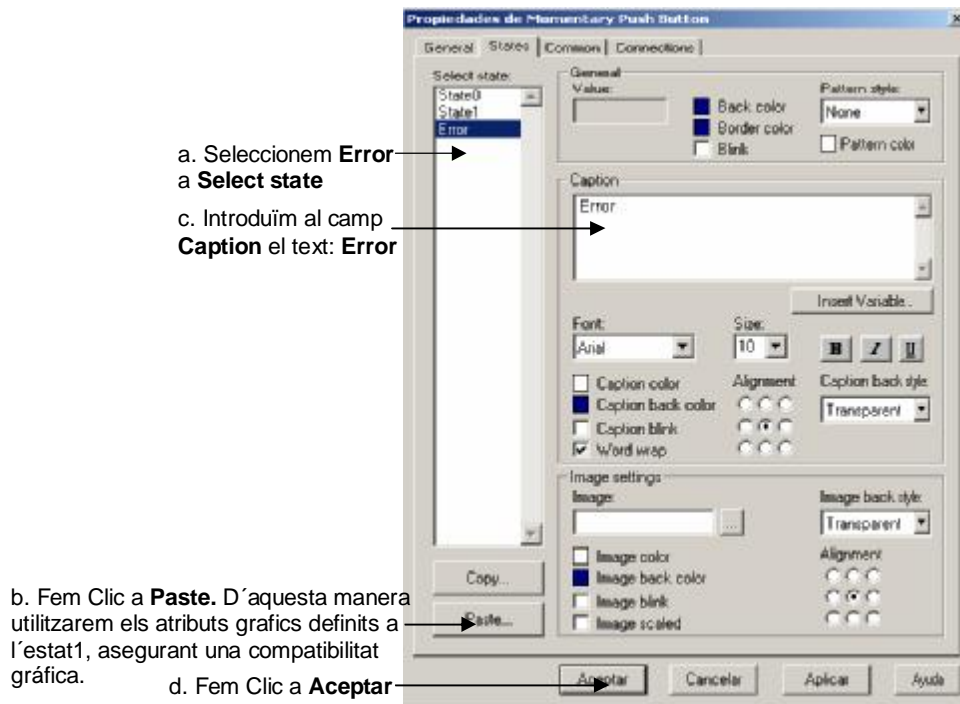 Propiedades de Momentary Push Button
General States Common Connections
Select state:
State0
State1
Error
General
Value:
Back color
Border color
Blink
Pattern style:
None
Pattern color
a. Seleccionem Error
a Select state
c. Introduïm al camp
Caption el text: Error
Caption
Error
Insert Variable...
Font:
Arial
Size:
10
B I U
Caption color
Caption back color
Caption blink
Word wrap
Alignment
Caption back style:
Transparent
Image settings
Image:
...
Image back style:
Transparent
Image color
Image back color
Image blink
Image scaled
Alignment
Copy...
Paste...
b. Fem Clic a Paste. D´aquesta manera
utilitzarem els atributs grafics definits a
l´estat1, asegurant una compatibilitat
gráfica.
d. Fem Clic a Aceptar
Aceptar Cancelar Aplicar Ayuda